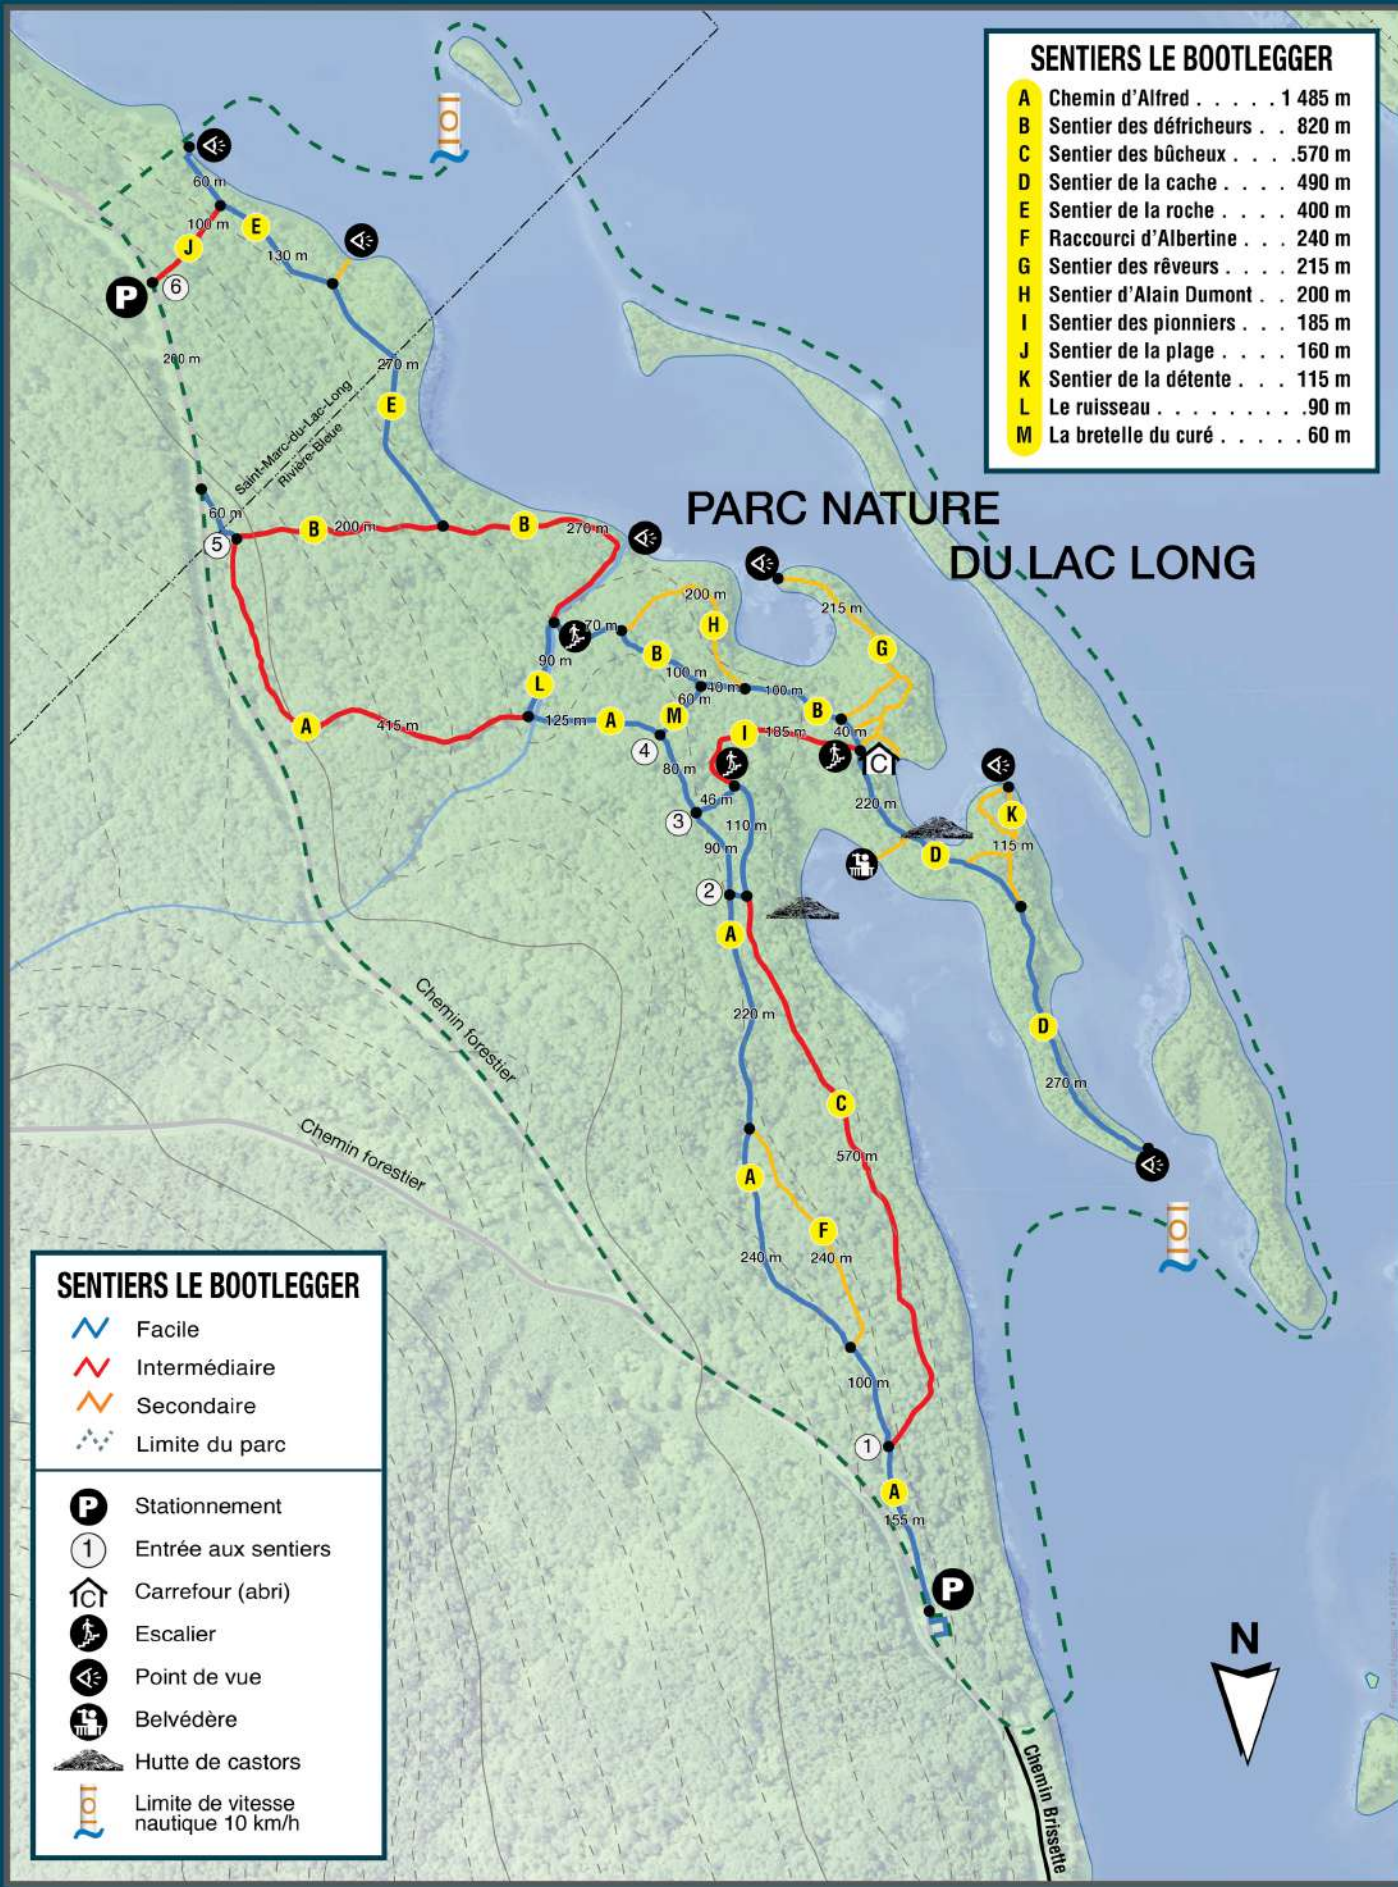 SENTIERS LE BOOTLEGGER
A Chemin d'Alfred . . . . . 1 485 m
B Sentier des défricheurs . . 820 m
C Sentier des bûcheux . . . .570 m
D Sentier de la cache . . . . 490 m
E Sentier de la roche . . . . 400 m
F Raccourci d'Albertine . . . 240 m
G Sentier des rêveurs . . . . 215 m
H Sentier d'Alain Dumont . . 200 m
I Sentier des pionniers . . . 185 m
J Sentier de la plage . . . . 160 m
K Sentier de la détente . . . 115 m
L Le ruisseau . . . . . . . . .90 m
M La bretelle du curé . . . . . 60 m
PARC NATURE
DU LAC LONG
60 m
100 m
E
J
130 m
P
6
200 m
270 m
E
Saint-Marc-du-Lac-Long
Rivière-Bleue
60 m
5
B
200 m
B
270 m
200 m
215 m
70 m
H
G
B
90 m
100 m
L
40 m
100 m
60 m
A
415 m
125 m
A
M
B
4
I
185 m
40 m
C
80 m
220 m
46 m
K
3
110 m
115 m
90 m
D
2
A
220 m
D
270 m
C
570 m
A
F
240 m
240 m
100 m
1
A
155 m
P
Chemin forestier
Chemin forestier
Chemin Brissette
N
SENTIERS LE BOOTLEGGER
Facile
Intermédiaire
Secondaire
Limite du parc
P Stationnement
1 Entrée aux sentiers
C Carrefour (abri)
Escalier
Point de vue
Belvédère
Hutte de castors
Limite de vitesse
nautique 10 km/h